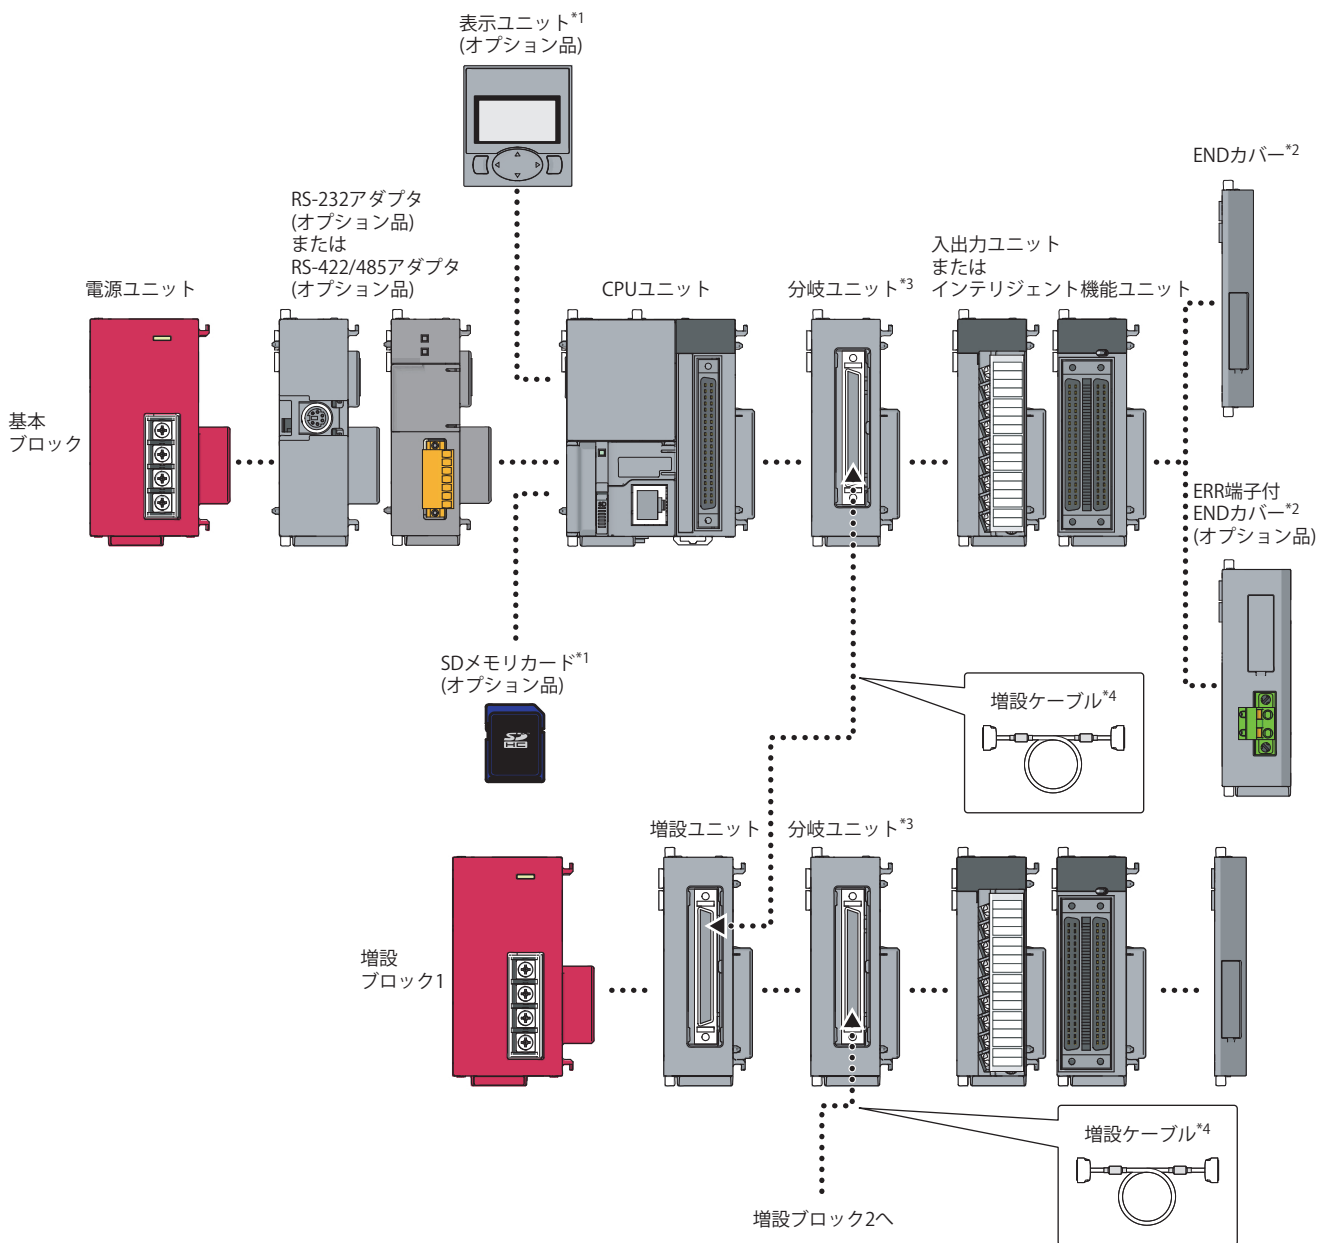 表示ユニット*1
(オプション品)
ENDカバー*2
RS-232アダプタ
(オプション品)
または
RS-422/485アダプタ
(オプション品)
電源ユニット
CPUユニット
分岐ユニット*3
入出力ユニット
または
インテリジェント機能ユニット
基本
ブロック
ERR端子付
ENDカバー*2
(オプション品)
SDメモリカード*1
(オプション品)
SD
HC
増設ケーブル*4
増設ユニット
分岐ユニット*3
増設
ブロック1
増設ケーブル*4
増設ブロック2へ